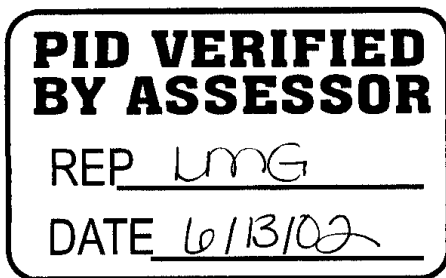 PID VERIFIED
BY ASSESSOR
REP LMG
DATE 6/13/02